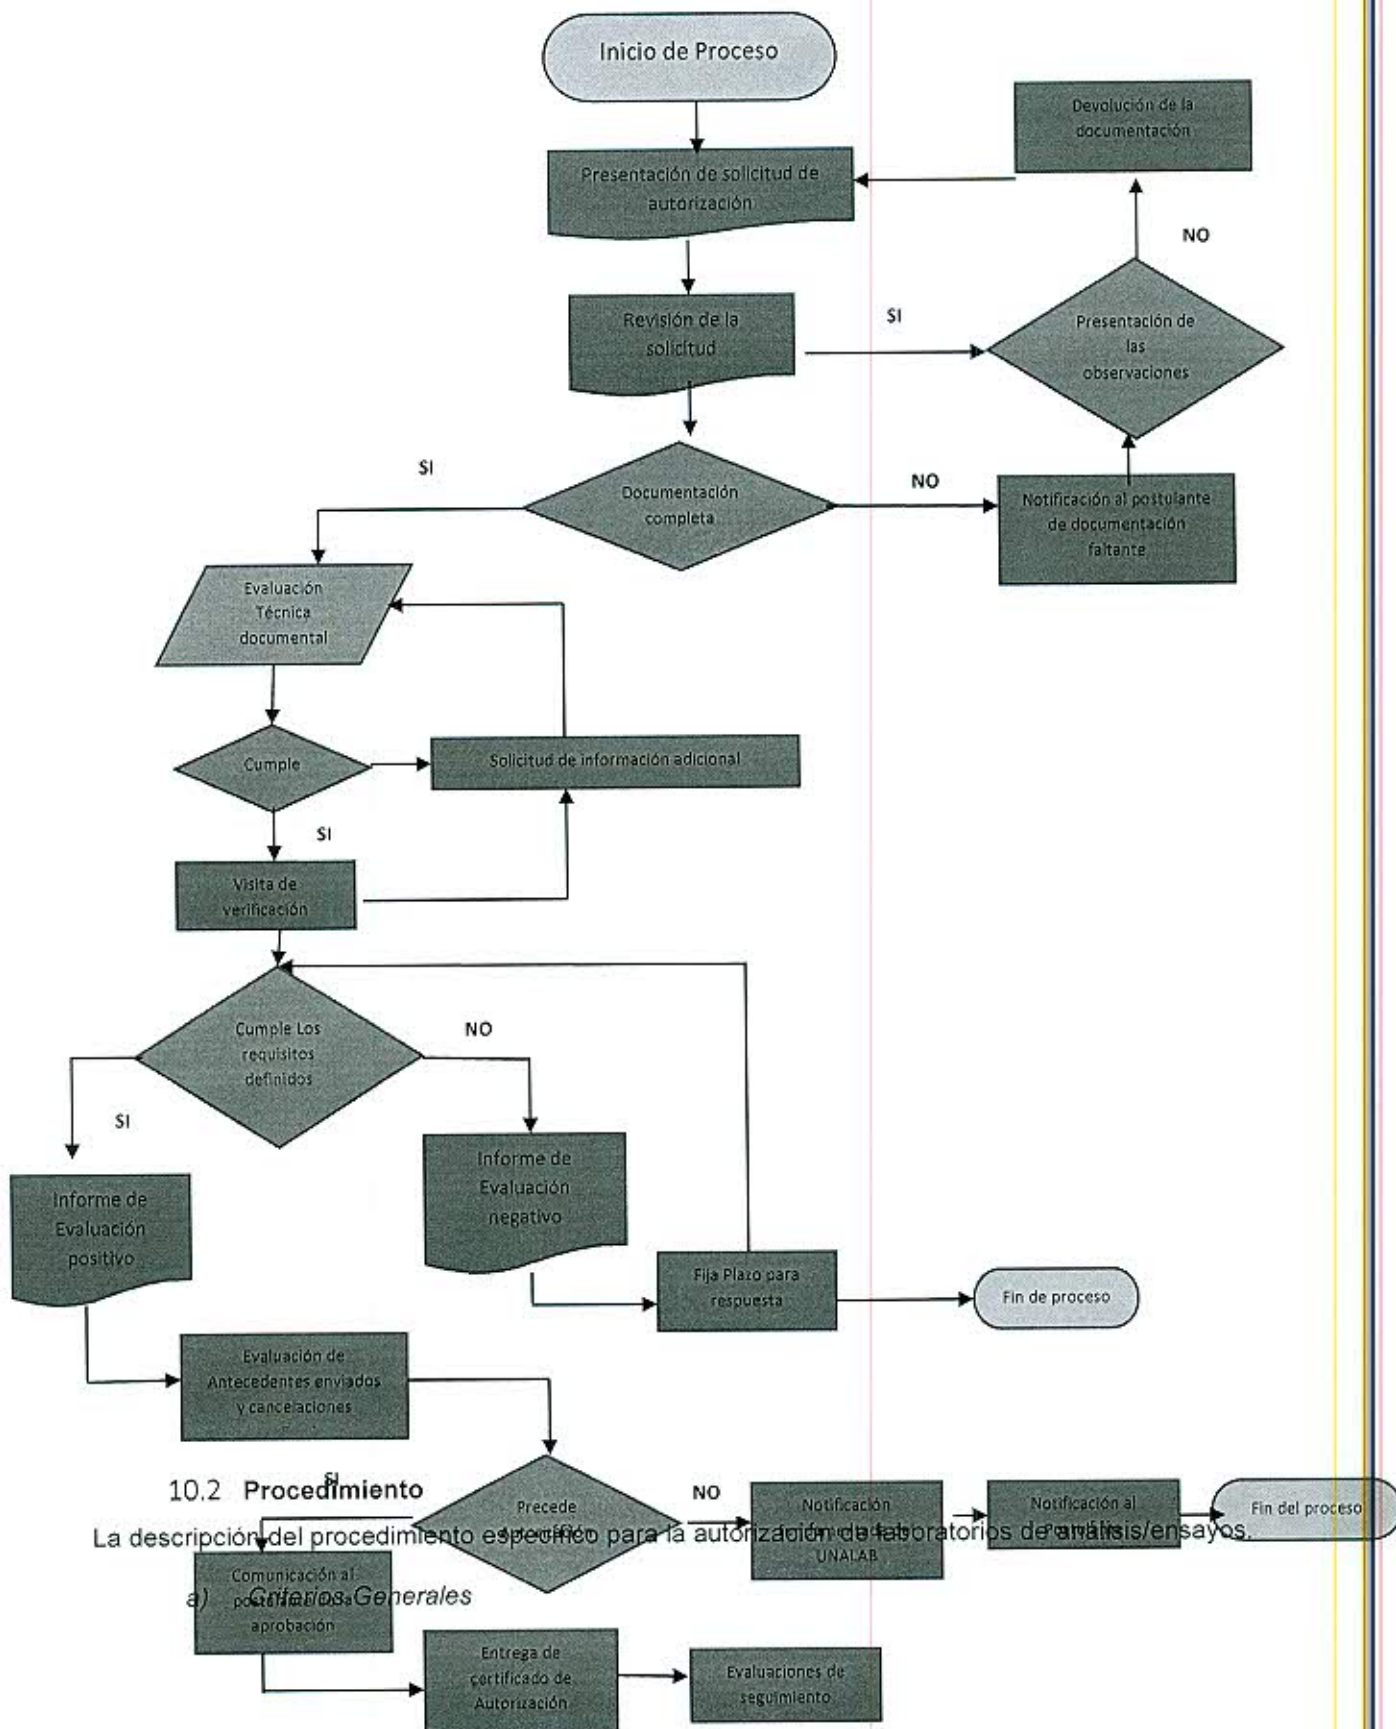 Inicio de Proceso
Devolución de la
documentación
Presentación de solicitud de
autorización
NO
Revisión de la
solicitud
SI
Presentación de
las
observaciones
SI
Documentación
completa
NO
Notificación al postulante
de documentación
faltante
Evaluación
Técnica
documental
Cumple
Solicitud de información adicional
SI
Visita de
verificación
Cumple Los
requisitos
definidos
NO
SI
Informe de
Evaluación
negativo
Informe de
Evaluación
positivo
Fija Plazo para
respuesta
Fin de proceso
Evaluación de
Antecedentes enviados
y cancelaciones
SI
10.2 Procedimiento
Precede
NO
Notificación
UNALAB
Notificación al
Fin del proceso
La descripción del procedimiento específico para la autorización de laboratorios de análisis/ensayos.
Comunicación al
aprobación
a) Criterios Generales
Entrega de
certificado de
Autorización
Evaluaciones de
seguimiento